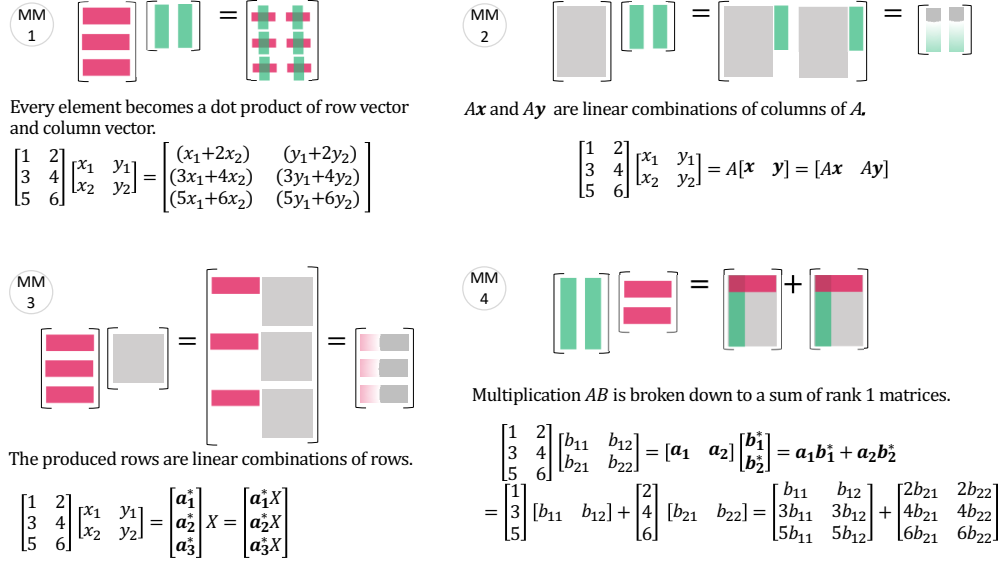 MM
1
=
Every element becomes a dot product of row vector
and column vector.
[1 2; 3 4; 5 6] [x₁ y₁; x₂ y₂] = [(x₁+2x₂) (y₁+2y₂); (3x₁+4x₂) (3y₁+4y₂); (5x₁+6x₂) (5y₁+6y₂)]
MM
2
= =
Ax and Ay are linear combinations of columns of A.
[1 2; 3 4; 5 6] [x₁ y₁; x₂ y₂] = A[x y] = [Ax Ay]
MM
3
= =
The produced rows are linear combinations of rows.
[1 2; 3 4; 5 6] [x₁ y₁; x₂ y₂] = [a₁*; a₂*; a₃*] X = [a₁*X; a₂*X; a₃*X]
MM
4
= +
Multiplication AB is broken down to a sum of rank 1 matrices.
[1 2; 3 4; 5 6] [b₁₁ b₁₂; b₂₁ b₂₂] = [a₁ a₂] [b₁*; b₂*] = a₁b₁* + a₂b₂*
= [1; 3; 5] [b₁₁ b₁₂] + [2; 4; 6] [b₂₁ b₂₂] = [b₁₁ b₁₂; 3b₁₁ 3b₁₂; 5b₁₁ 5b₁₂] + [2b₂₁ 2b₂₂; 4b₂₁ 4b₂₂; 6b₂₁ 6b₂₂]